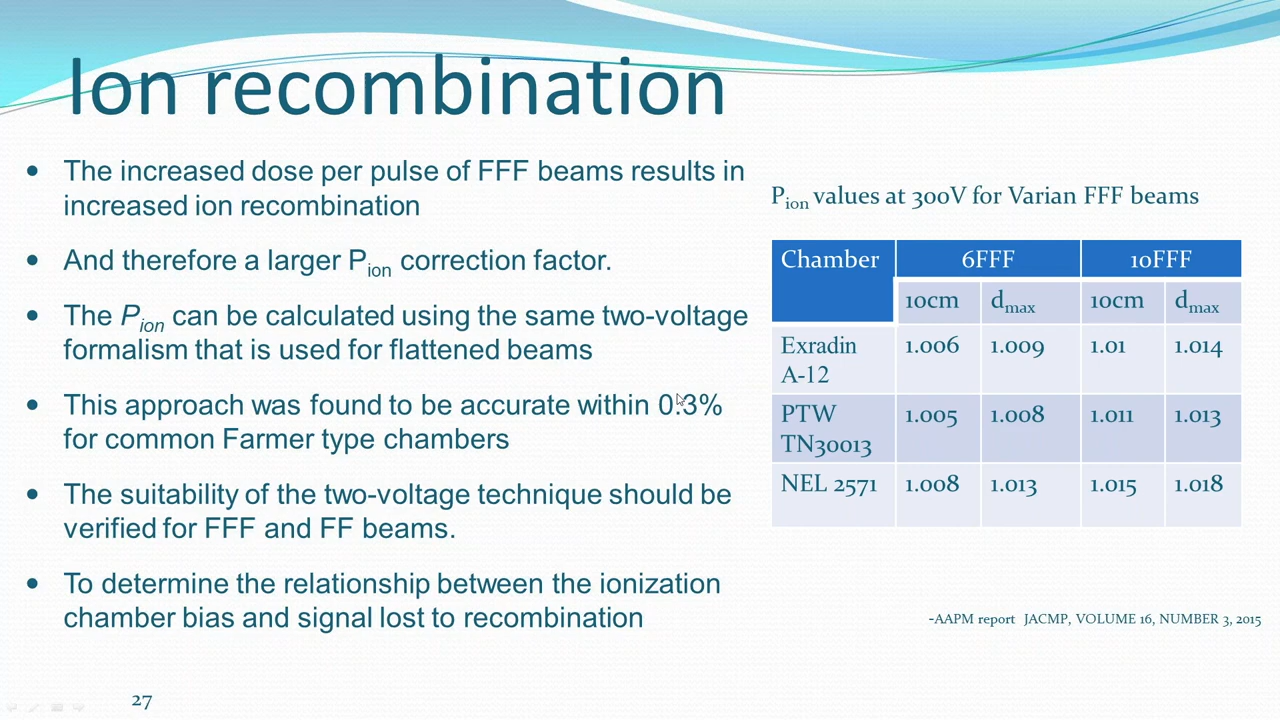 Ion recombination
• The increased dose per pulse of FFF beams results in
increased ion recombination
• And therefore a larger Pion correction factor.
• The Pion can be calculated using the same two-voltage
formalism that is used for flattened beams
• This approach was found to be accurate within 0.3%
for common Farmer type chambers
• The suitability of the two-voltage technique should be
verified for FFF and FF beams.
• To determine the relationship between the ionization
chamber bias and signal lost to recombination
Pion values at 300V for Varian FFF beams
Chamber 6FFF 10FFF
10cm dmax 10cm dmax
Exradin 1.006 1.009 1.01 1.014
A-12
PTW 1.005 1.008 1.011 1.013
TN30013
NEL 2571 1.008 1.013 1.015 1.018
-AAPM report JACMP, VOLUME 16, NUMBER 3, 2015
27